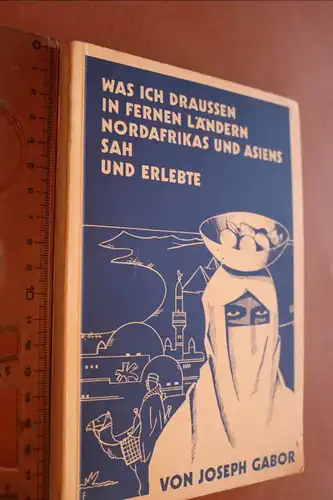 WAS ICH DRAUSSEN
IN FERNEN LÄNDERN
NORDAFRIKAS UND ASIENS
SAH
UND ERLEBTE
VON JOSEPH GABOR